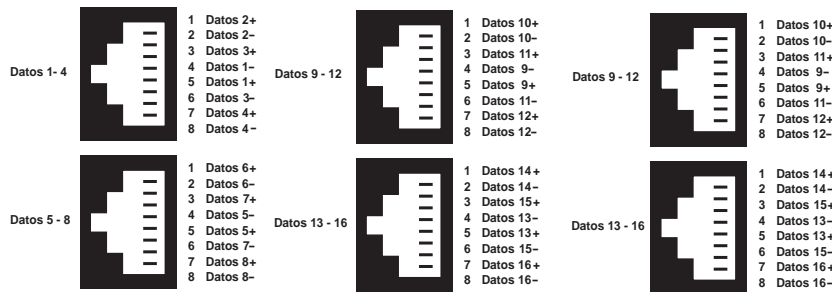 Datos 1- 4
1 Datos 2+
2 Datos 2–
3 Datos 3+
4 Datos 1–
5 Datos 1+
6 Datos 3–
7 Datos 4+
8 Datos 4–
Datos 9 - 12
1 Datos 10+
2 Datos 10–
3 Datos 11+
4 Datos 9–
5 Datos 9+
6 Datos 11–
7 Datos 12+
8 Datos 12–
Datos 9 - 12
1 Datos 10+
2 Datos 10–
3 Datos 11+
4 Datos 9–
5 Datos 9+
6 Datos 11–
7 Datos 12+
8 Datos 12–
Datos 5 - 8
1 Datos 6+
2 Datos 6–
3 Datos 7+
4 Datos 5–
5 Datos 5+
6 Datos 7–
7 Datos 8+
8 Datos 8–
Datos 13 - 16
1 Datos 14+
2 Datos 14–
3 Datos 15+
4 Datos 13–
5 Datos 13+
6 Datos 15–
7 Datos 16+
8 Datos 16–
Datos 13 - 16
1 Datos 14+
2 Datos 14–
3 Datos 15+
4 Datos 13–
5 Datos 13+
6 Datos 15–
7 Datos 16+
8 Datos 16–